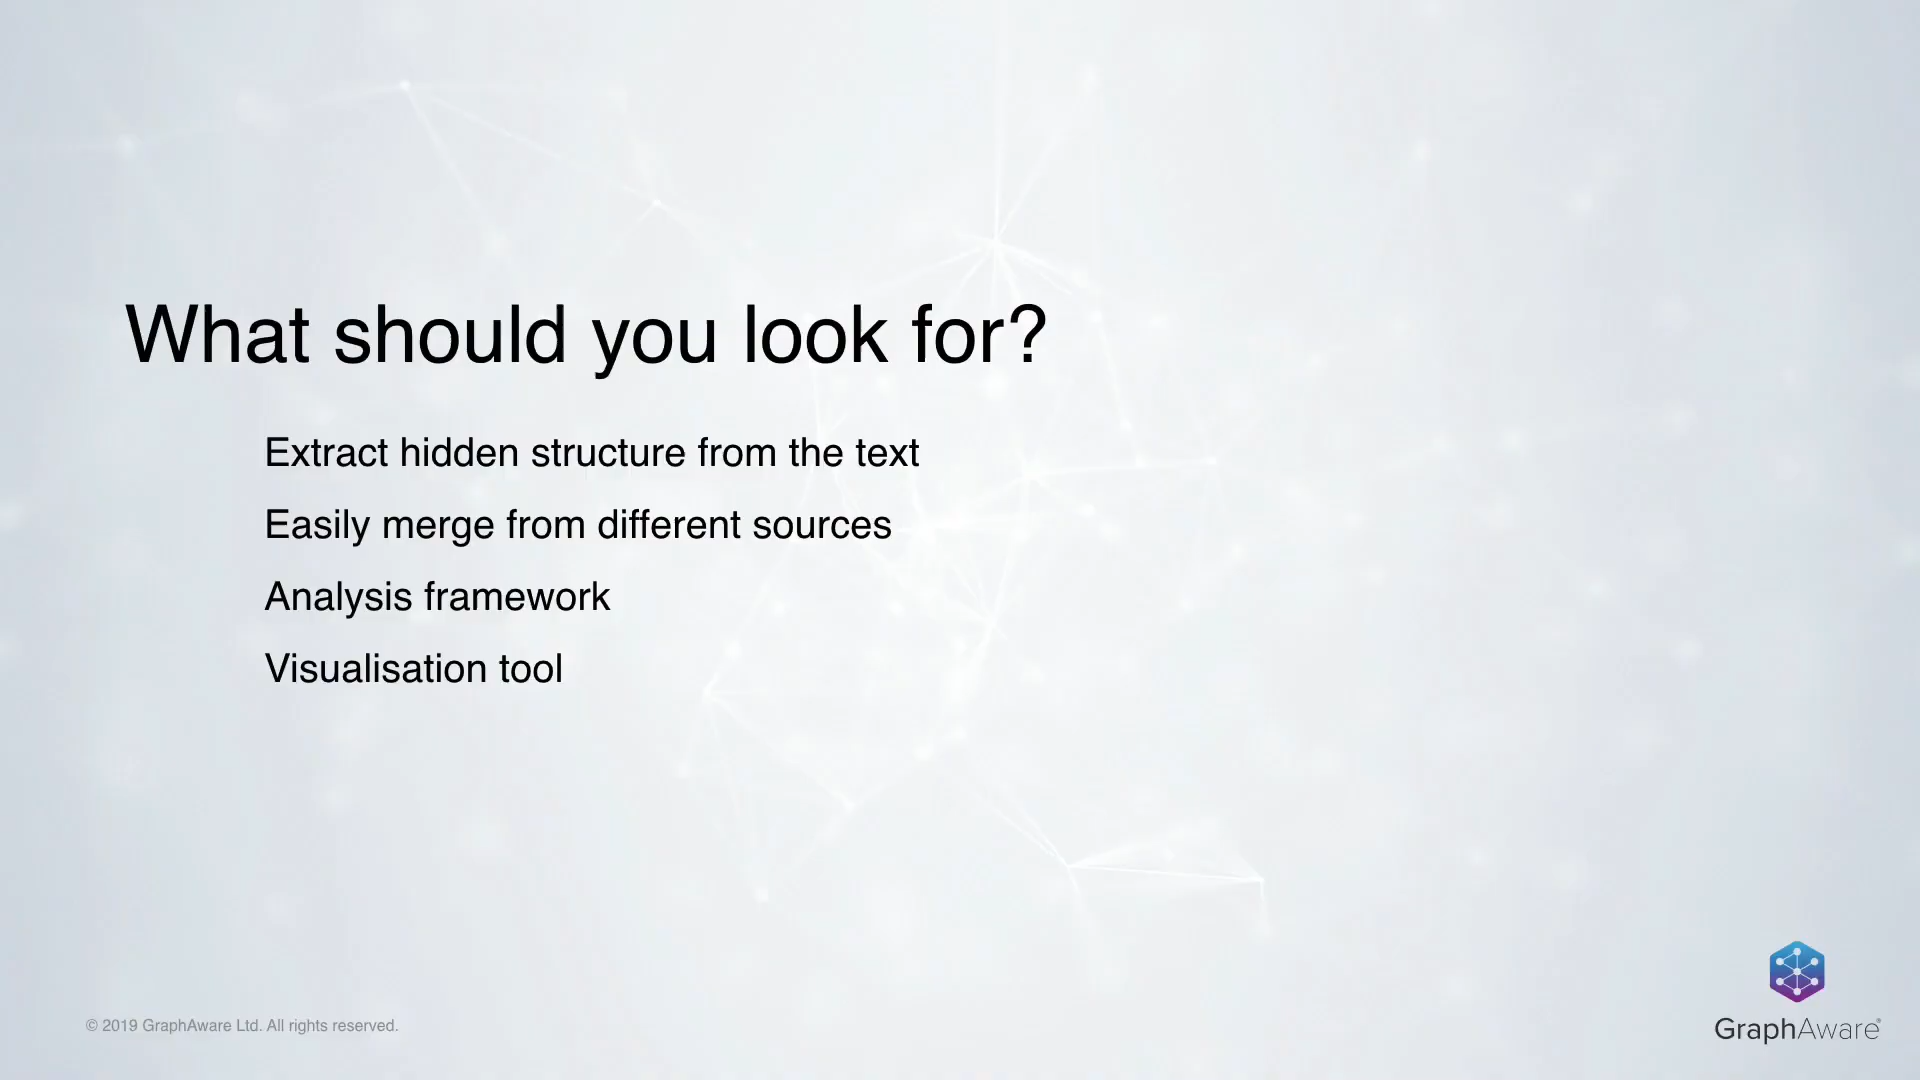 What should you look for?
Extract hidden structure from the text
Easily merge from different sources
Analysis framework
Visualisation tool
© 2019 GraphAware Ltd. All rights reserved.
GraphAware®